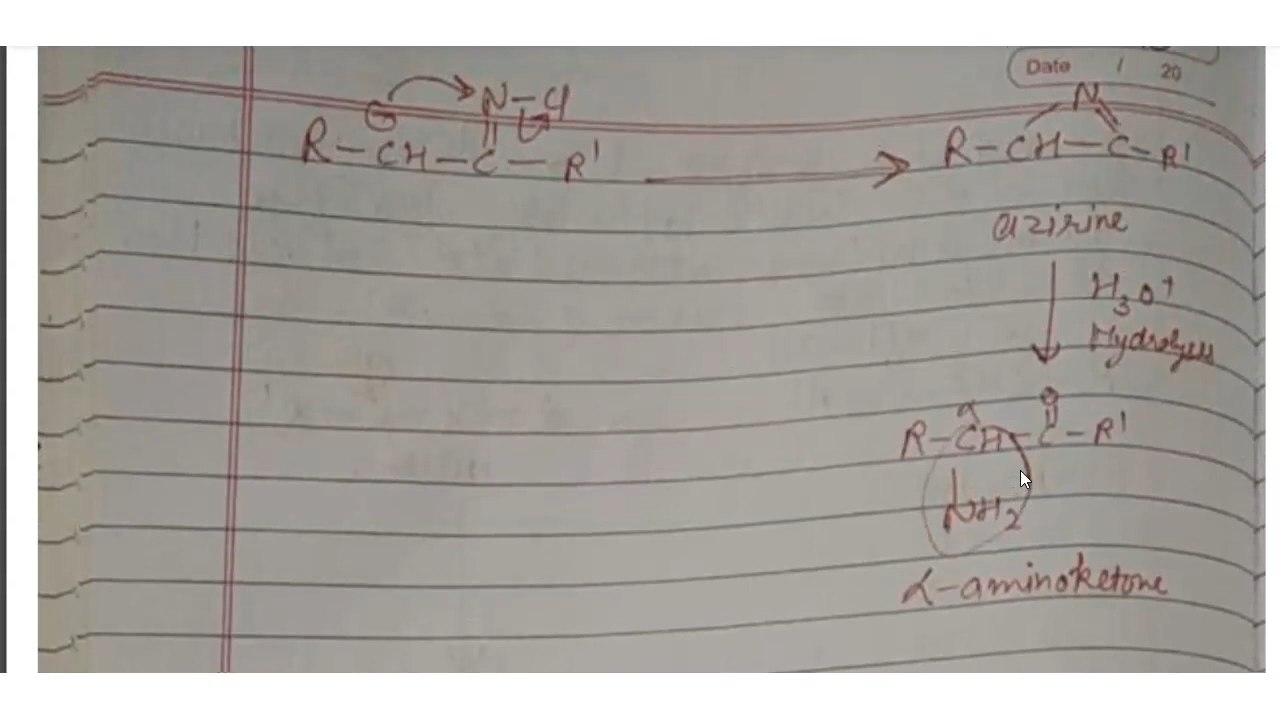 Date / 20
N-Cl
R-CH-C-R'
N
R-CH-C-R'
azirine
H3O+
Hydrolysis
α O
R-CH-C-R'
NH2
α-aminoketone